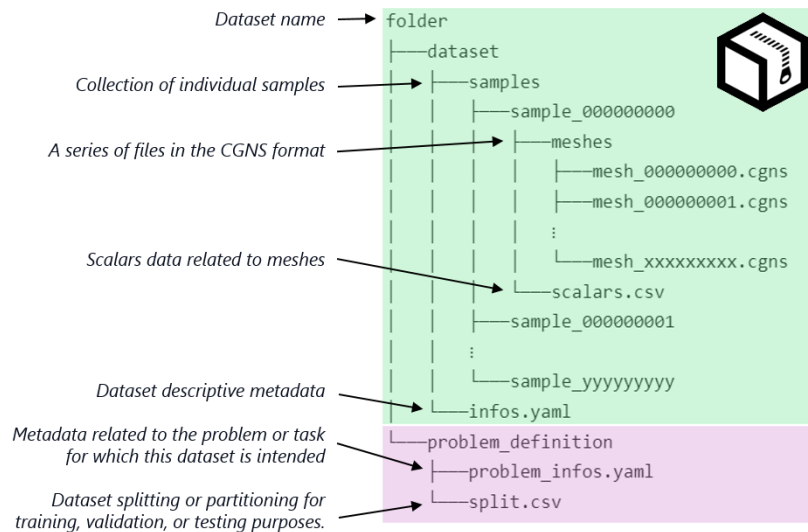 Dataset name
folder
├───dataset
Collection of individual samples
│   ├───samples
│   │   ├───sample_000000000
A series of files in the CGNS format
│   │   │   ├───meshes
│   │   │   │   ├───mesh_000000000.cgns
│   │   │   │   ├───mesh_000000001.cgns
│   │   │   │   ⋮
│   │   │   │   └───mesh_xxxxxxxxx.cgns
Scalars data related to meshes
│   │   │   └───scalars.csv
│   │   ├───sample_000000001
│   │   ⋮
│   │   └───sample_yyyyyyyyy
Dataset descriptive metadata
│   └───infos.yaml
Metadata related to the problem or task
for which this dataset is intended
└───problem_definition
├───problem_infos.yaml
Dataset splitting or partitioning for
training, validation, or testing purposes.
└───split.csv